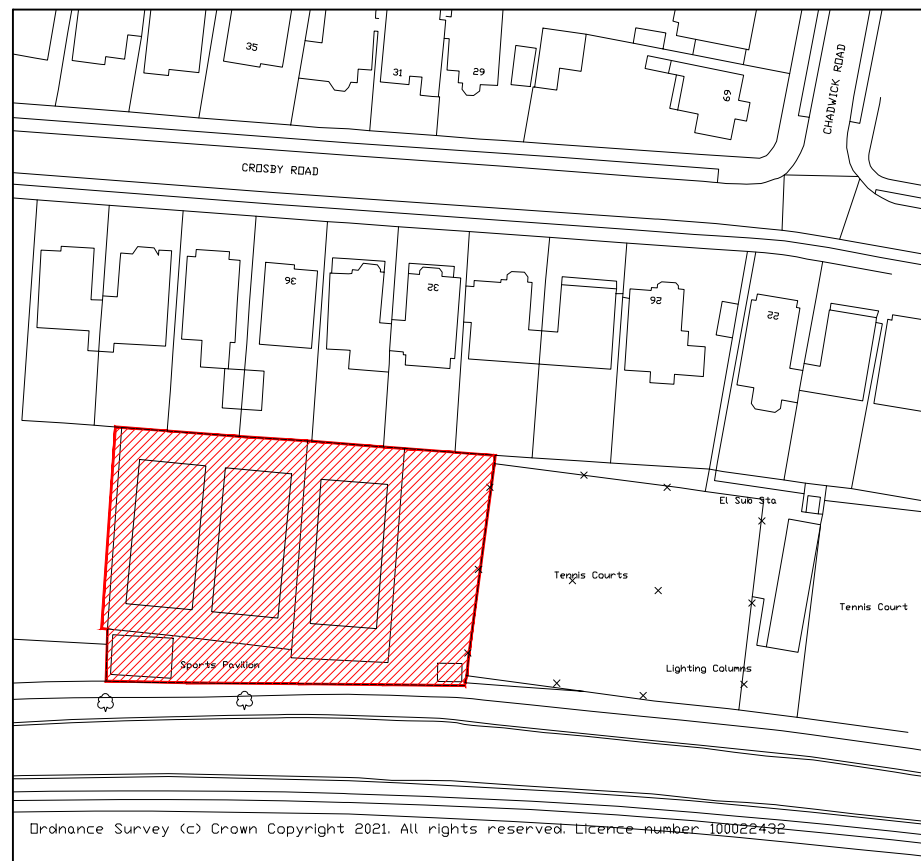 35
31
29
69
CHADWICK ROAD
CROSBY ROAD
36
32
26
22
El Sub Sta
Tennis Courts
Tennis Court
Sports Pavilion
Lighting Columns
Ordnance Survey (c) Crown Copyright 2021. All rights reserved. Licence number 100022432